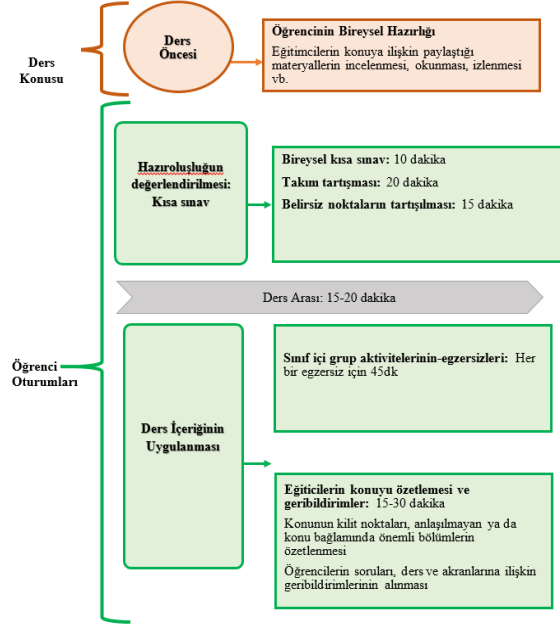 Ders
Konusu
Ders
Öncesi
Öğrencinin Bireysel Hazırlığı
Eğitimcilerin konuya ilişkin paylaştığı
materyallerin incelenmesi, okunması, izlenmesi
vb.
Öğrenci
Oturumları
Hazıroluşluğun
değerlendirilmesi:
Kısa sınav
Bireysel kısa sınav: 10 dakika
Takım tartışması: 20 dakika
Belirsiz noktaların tartışılması: 15 dakika
Ders Arası: 15-20 dakika
Ders İçeriğinin
Uygulanması
Sınıf içi grup aktivitelerinin-egzersizleri: Her
bir egzersiz için 45dk
Eğiticilerin konuyu özetlemesi ve
geribildirimler: 15-30 dakika
Konunun kilit noktaları, anlaşılmayan ya da
konu bağlamında önemli bölümlerin
özetlenmesi
Öğrencilerin soruları, ders ve akranlarına ilişkin
geribildirimlerinin alınması